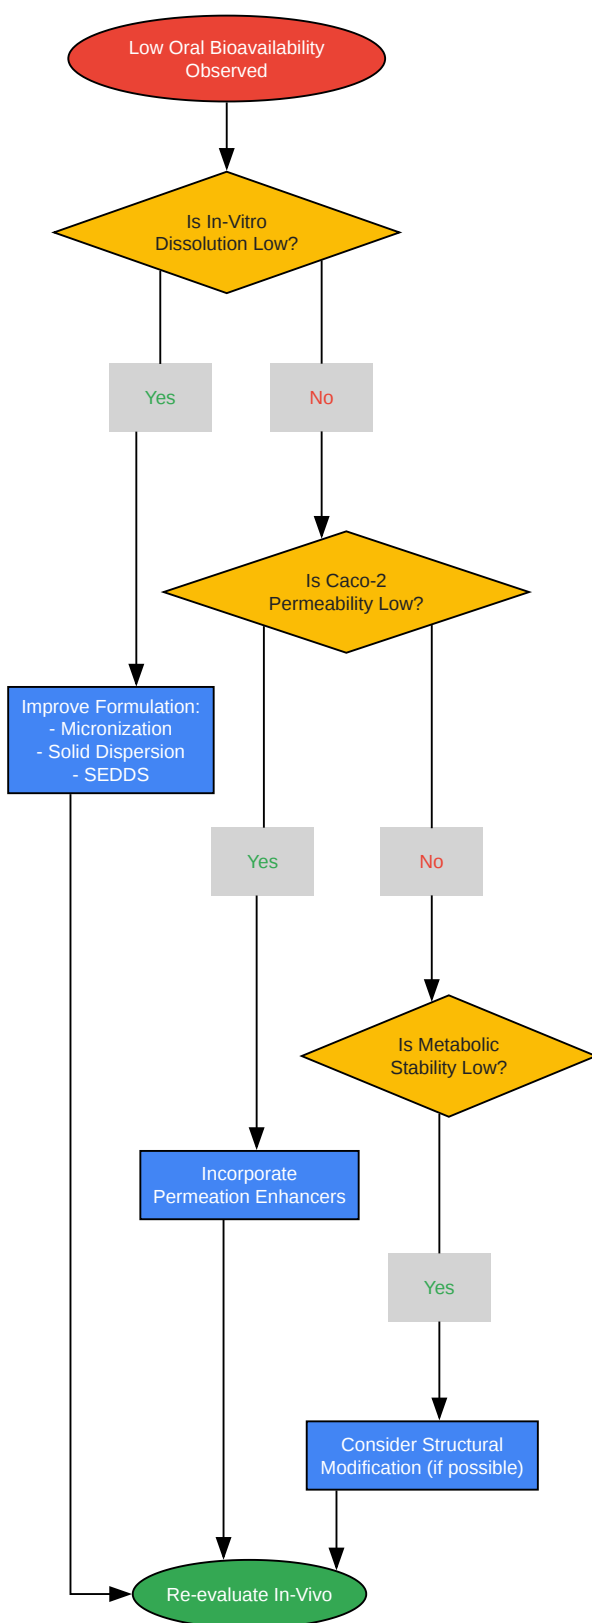 Low Oral Bioavailability
Observed
Is In-Vitro
Dissolution Low?
Yes
No
Is Caco-2
Permeability Low?
Improve Formulation:
- Micronization
- Solid Dispersion
- SEDDS
Yes
No
Is Metabolic
Stability Low?
Incorporate
Permeation Enhancers
Yes
Consider Structural
Modification (if possible)
Re-evaluate In-Vivo